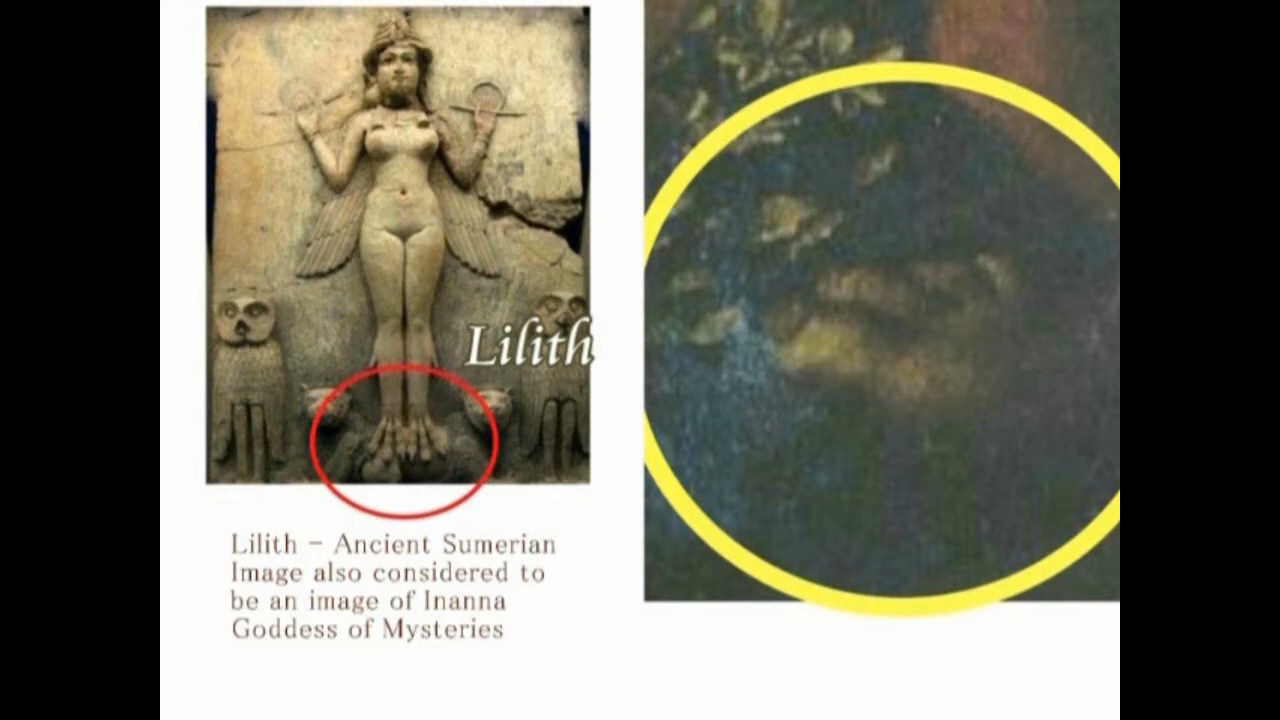 Lilith
Lilith – Ancient Sumerian
Image also considered to
be an image of Inanna
Goddess of Mysteries